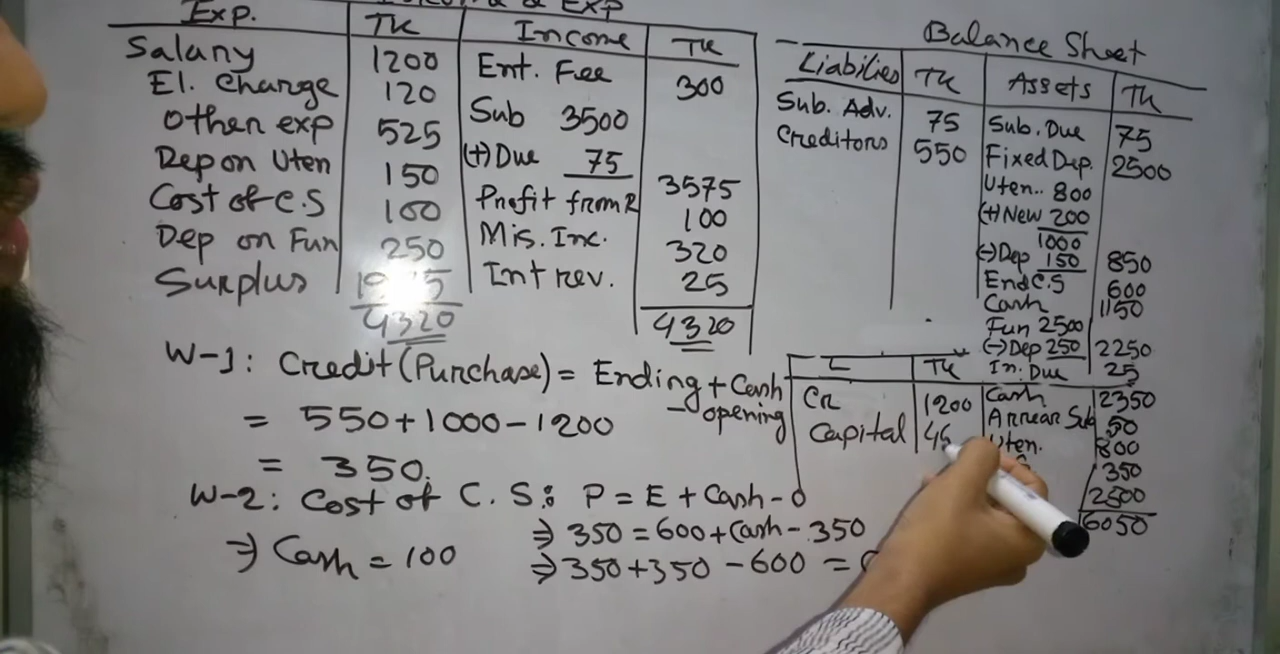 Exp. TK Income TK
Salary 1200 Ent. Fee 300
El. Charge 120 Sub 3500
Other exp 525 (+) Due 75 3575
Dep on Uten 150 Profit from R 100
Cost of C.S 100 Mis. Inc. 320
Dep on Fun 250 Int rev. 25
Surplus
4320 4320
Balance Sheet
Liabilies TK Assets TK
Sub. Adv. 75 Sub. Due 75
Creditors 550 Fixed Dep. 2500
Uten.. 800
(+) New 200
1000
(-) Dep 150 850
End C.S 600
Cash 1150
Fun 2500
(-) Dep 250 2250
In. Due 25
W-1: Credit (Purchase) = Ending + Cash - opening
= 550 + 1000 - 1200
= 350.
W-2: Cost of C. S: P = E + Cash - O
⇒ 350 = 600 + Cash - 350
⇒ 350 + 350 - 600 =
⇒ Cash = 100
L TK
CR 1200 Cash 2350
Capital Arrear Sub 50
Uten. 800
350
2500
6050